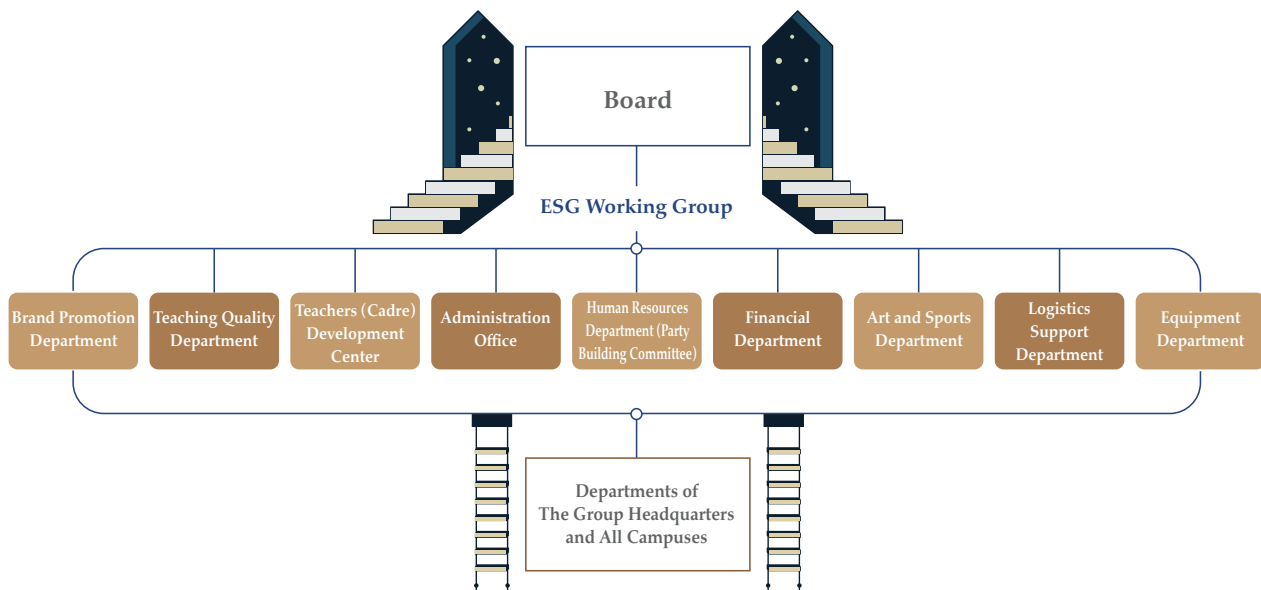 Board
ESG Working Group
Brand Promotion
Department
Teaching Quality
Department
Teachers (Cadre)
Development
Center
Administration
Office
Human Resources
Department (Party
Building Committee)
Financial
Department
Art and Sports
Department
Logistics
Support
Department
Equipment
Department
Departments of
The Group Headquarters
and All Campuses